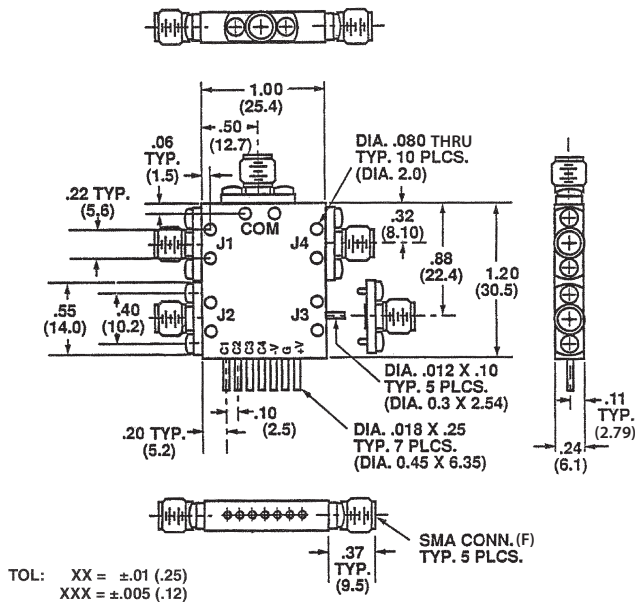 1.00
(25.4)
.50
(12.7)
.06
TYP.
(1.5)
DIA. .080 THRU
TYP. 10 PLCS.
(DIA. 2.0)
.22 TYP.
(5.6)
COM
J1
J4
.32
(8.10)
.88
(22.4)
1.20
(30.5)
.55
(14.0)
.40
(10.2)
J2
J3
C1
C2
C3
C4
-V
G
+V
DIA. .012 X .10
TYP. 5 PLCS.
(DIA. 0.3 X 2.54)
.10
(2.5)
.20 TYP.
(5.2)
DIA. .018 X .25
TYP. 7 PLCS.
(DIA. 0.45 X 6.35)
.11
TYP.
(2.79)
.24
(6.1)
SMA CONN. (F)
TYP. 5 PLCS.
.37
TYP.
(9.5)
TOL: XX = ±.01 (.25)
XXX = ±.005 (.12)